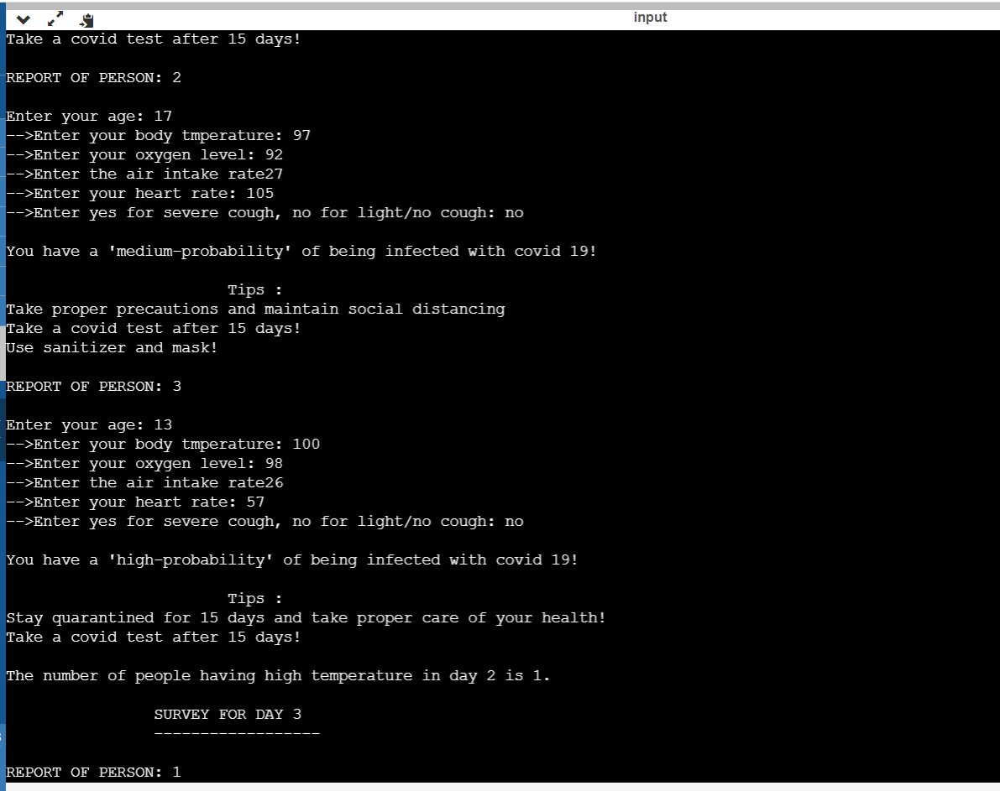 input
Take a covid test after 15 days!
REPORT OF PERSON: 2
Enter your age: 17
-->Enter your body tmperature: 97
-->Enter your oxygen level: 92
-->Enter the air intake rate27
-->Enter your heart rate: 105
-->Enter yes for severe cough, no for light/no cough: no
You have a 'medium-probability' of being infected with covid 19!
Tips :
Take proper precautions and maintain social distancing
Take a covid test after 15 days!
Use sanitizer and mask!
REPORT OF PERSON: 3
Enter your age: 13
-->Enter your body tmperature: 100
-->Enter your oxygen level: 98
-->Enter the air intake rate26
-->Enter your heart rate: 57
-->Enter yes for severe cough, no for light/no cough: no
You have a 'high-probability' of being infected with covid 19!
Tips :
Stay quarantined for 15 days and take proper care of your health!
Take a covid test after 15 days!
The number of people having high temperature in day 2 is 1.
SURVEY FOR DAY 3
------------------
REPORT OF PERSON: 1